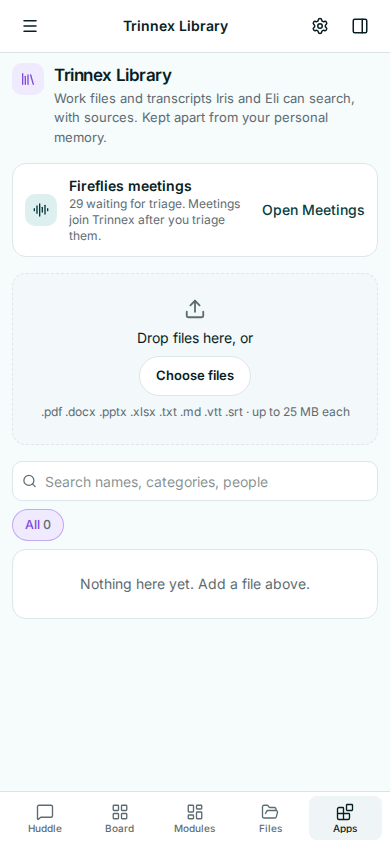 Trinnex Library
Trinnex Library
Work files and transcripts Iris and Eli can search,
with sources. Kept apart from your personal
memory.
Fireflies meetings
29 waiting for triage. Meetings
join Trinnex after you triage
them.
Open Meetings
Drop files here, or
Choose files
.pdf .docx .pptx .xlsx .txt .md .vtt .srt · up to 25 MB each
Search names, categories, people
All 0
Nothing here yet. Add a file above.
Huddle
Board
Modules
Files
Apps